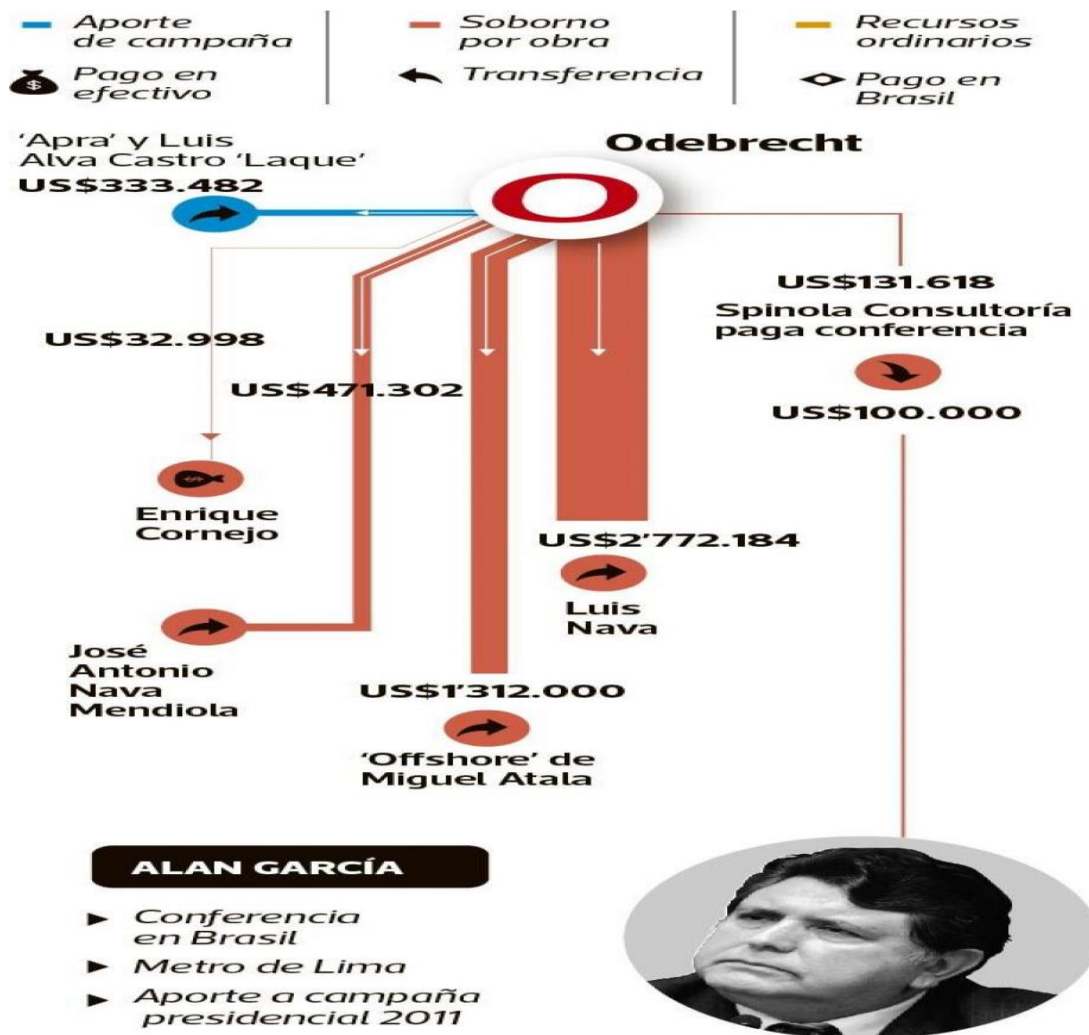 Aporte
de campaña
Soborno
por obra
Recursos
ordinarios
Pago en
efectivo
Transferencia
Pago en
Brasil
'Apra' y Luis
Alva Castro 'Laque'
US$333.482
Odebrecht
US$131.618
Spinola Consultoría
paga conferencia
US$100.000
US$32.998
US$471.302
Enrique
Cornejo
US$2'772.184
Luis
Nava
José
Antonio
Nava
Mendiola
US$1'312.000
'Offshore' de
Miguel Atala
ALAN GARCÍA
Conferencia
en Brasil
Metro de Lima
Aporte a campaña
presidencial 2011